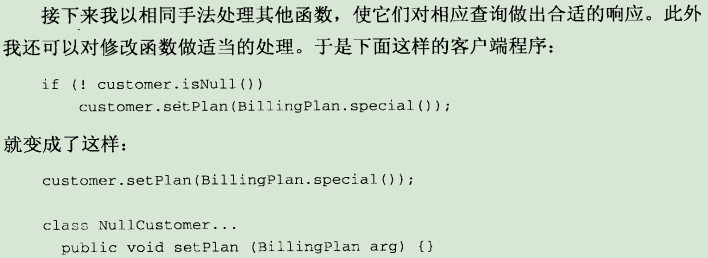 接下来我以相同手法处理其他函数，使它们对相应查询做出合适的响应。此外
我还可以对修改函数做适当的处理。于是下面这样的客户端程序：
if (! customer.isNull())
customer.setPlan(BillingPlan.special());
就变成了这样：
customer.setPlan(BillingPlan.special());
class NullCustomer...
public void setPlan (BillingPlan arg) {}